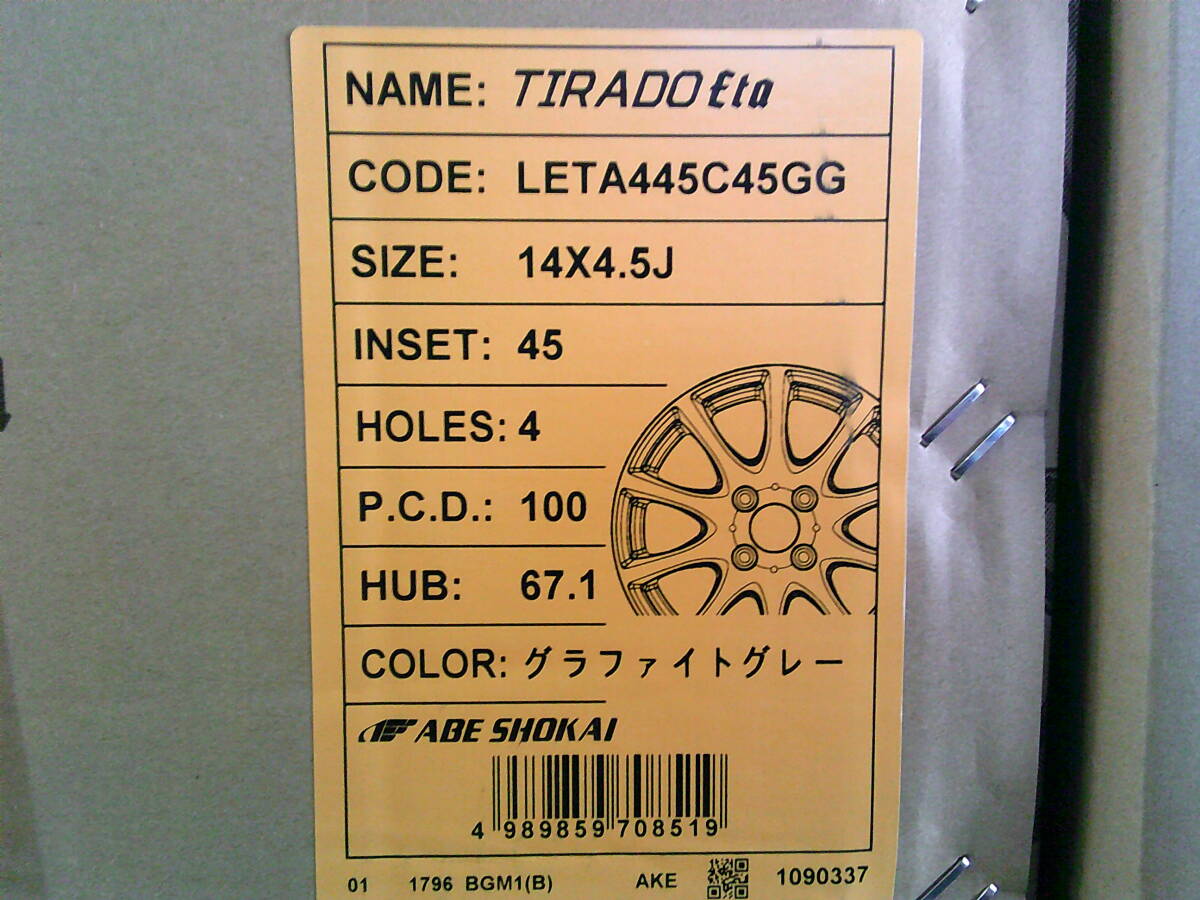 NAME: TIRADO Eta
CODE: LETA445C45GG
SIZE: 14X4.5J
INSET: 45
HOLES: 4
P.C.D.: 100
HUB: 67.1
COLOR: グラファイトグレー
ABE SHOKAI
4 989859 708519
01 1796 BGM1(B) AKE 1090337